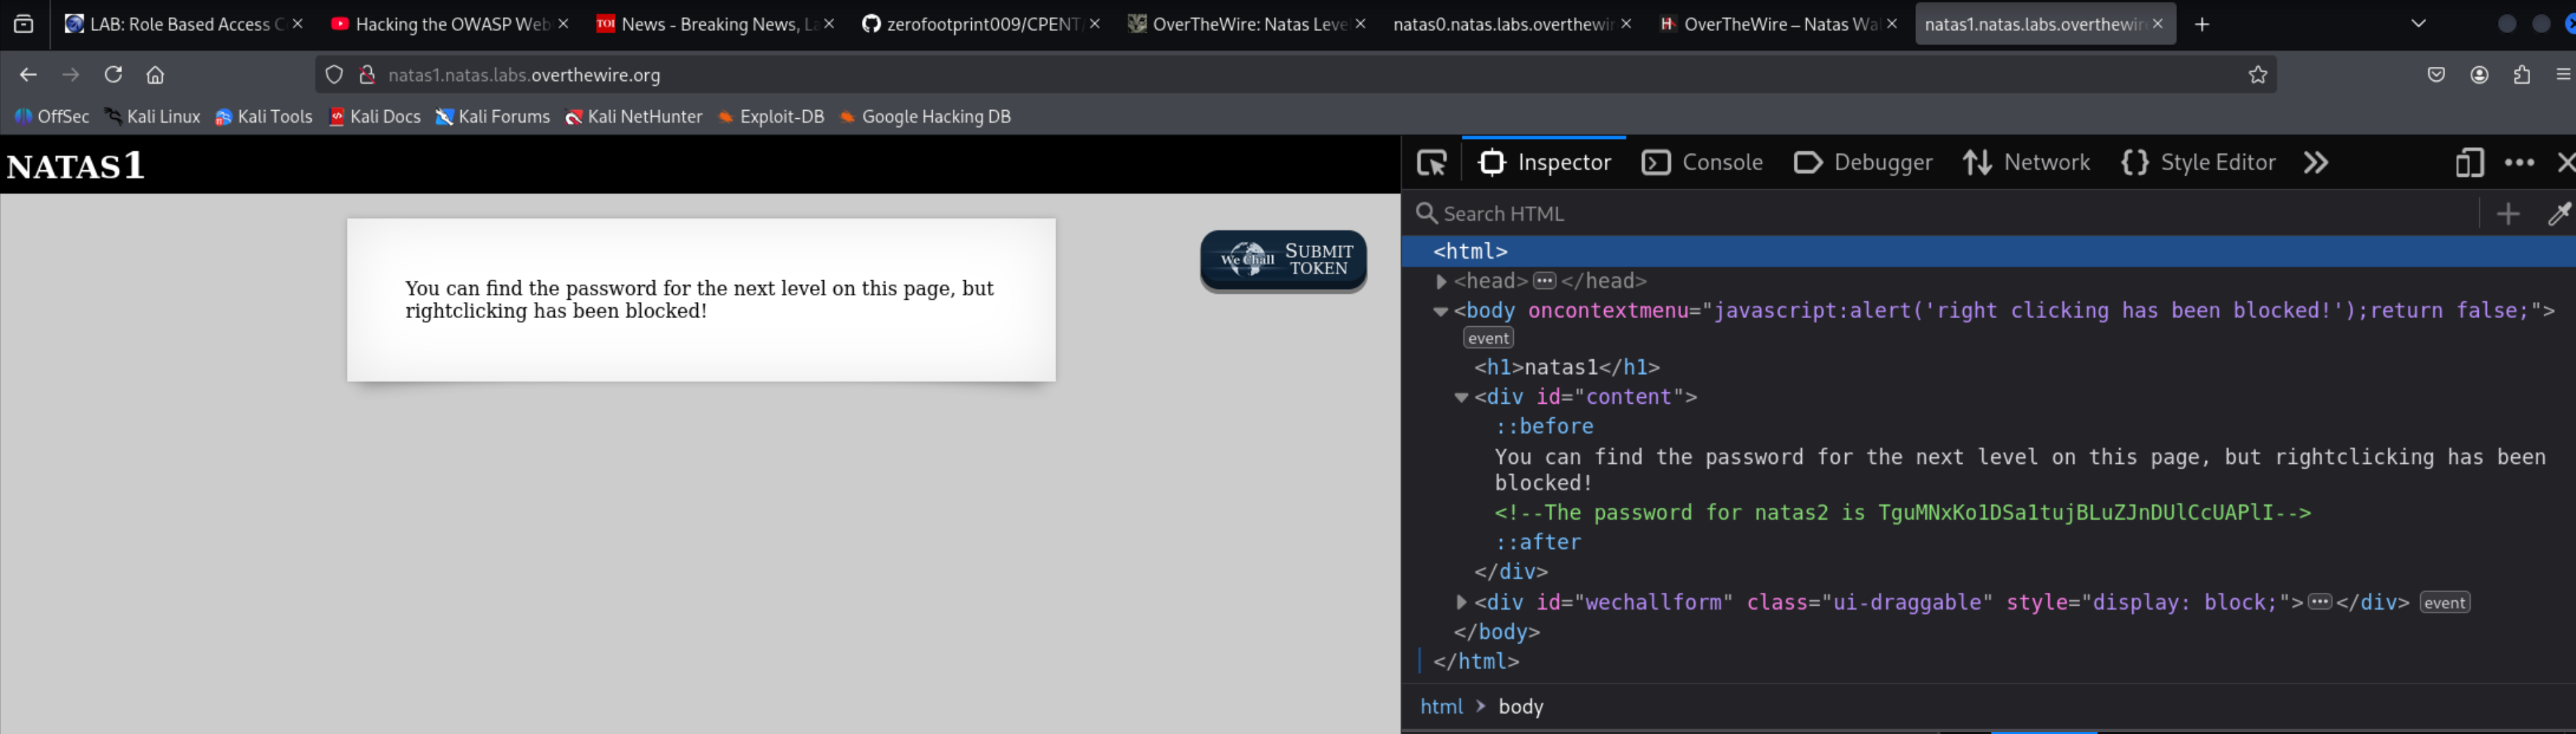 LAB: Role Based Access C
Hacking the OWASP Web
TOI News - Breaking News, La
zerofootprint009/CPENT
OverTheWire: Natas Leve
natas0.natas.labs.overthewir
OverTheWire – Natas Wa
natas1.natas.labs.overthewir
natas1.natas.labs.overthewire.org
OffSec Kali Linux Kali Tools Kali Docs Kali Forums Kali NetHunter Exploit-DB Google Hacking DB
NATAS1
You can find the password for the next level on this page, but
rightclicking has been blocked!
We Chall
SUBMIT
TOKEN
Inspector Console Debugger Network Style Editor
Search HTML
<html>
<head> ••• </head>
<body oncontextmenu="javascript:alert('right clicking has been blocked!');return false;">
event
<h1>natas1</h1>
<div id="content">
::before
You can find the password for the next level on this page, but rightclicking has been
blocked!
<!--The password for natas2 is TguMNxKo1DSa1tujBLuZJnDUlCcUAPlI-->
::after
</div>
<div id="wechallform" class="ui-draggable" style="display: block;"> ••• </div> event
</body>
</html>
html > body